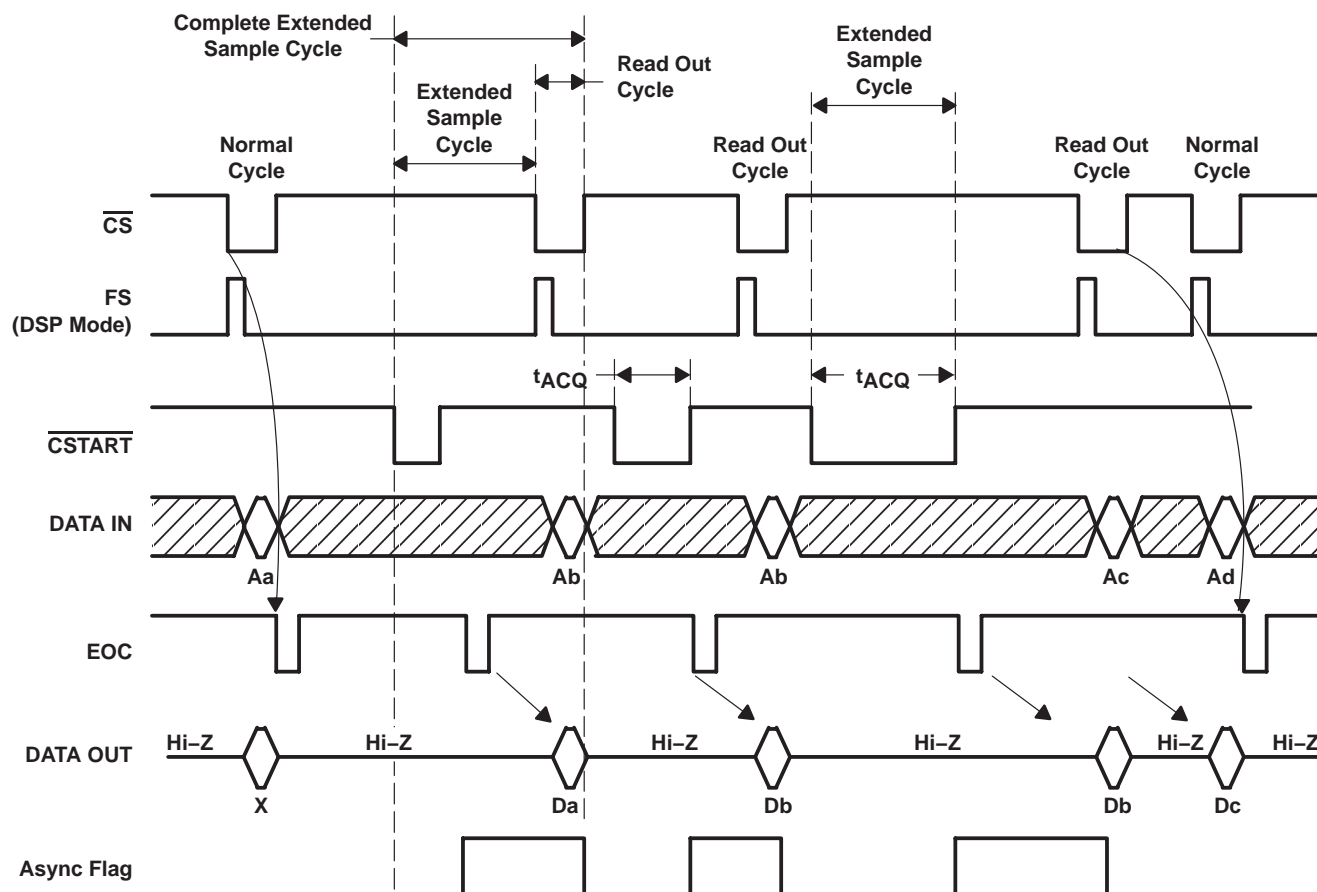 Complete Extended
Sample Cycle
Extended
Sample
Cycle
Read Out
Cycle
Extended
Sample
Cycle
Normal
Cycle
Read Out
Cycle
Read Out
Cycle
Normal
Cycle
CS
FS
(DSP Mode)
tACQ
tACQ
CSTART
DATA IN
Aa
Ab
Ab
Ac
Ad
EOC
Hi–Z
Hi–Z
Hi–Z
Hi–Z
Hi–Z
Hi–Z
DATA OUT
X
Da
Db
Db
Dc
Async Flag